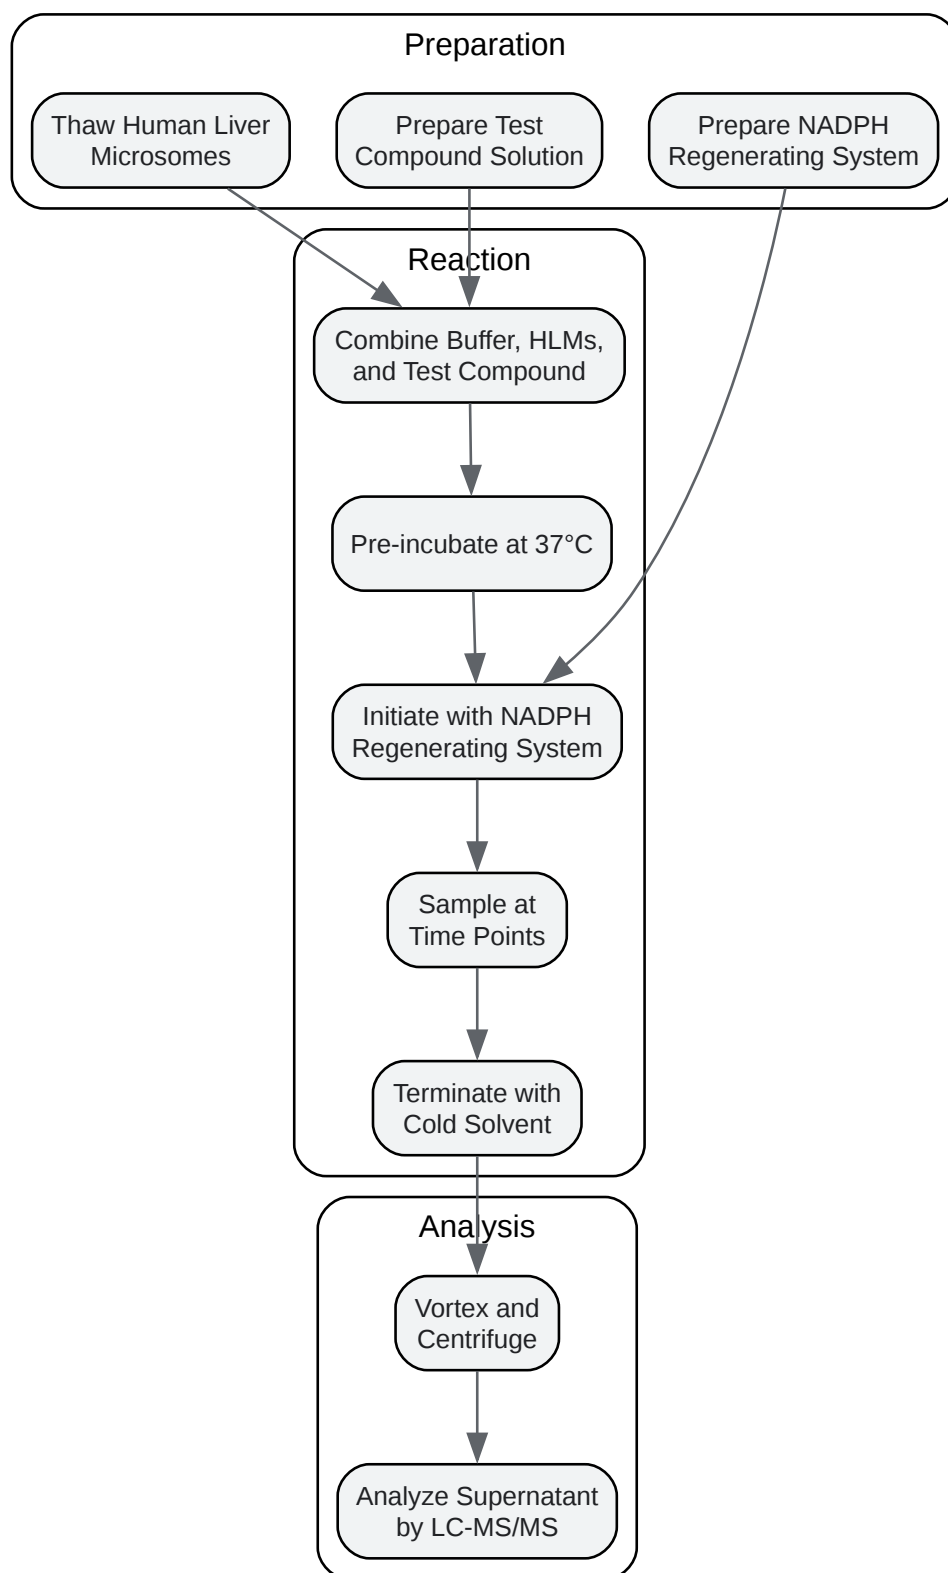 Preparation
Thaw Human Liver
Microsomes
Prepare Test
Compound Solution
Prepare NADPH
Regenerating System
Reaction
Combine Buffer, HLMs,
and Test Compound
Pre-incubate at 37°C
Initiate with NADPH
Regenerating System
Sample at
Time Points
Terminate with
Cold Solvent
Analysis
Vortex and
Centrifuge
Analyze Supernatant
by LC-MS/MS